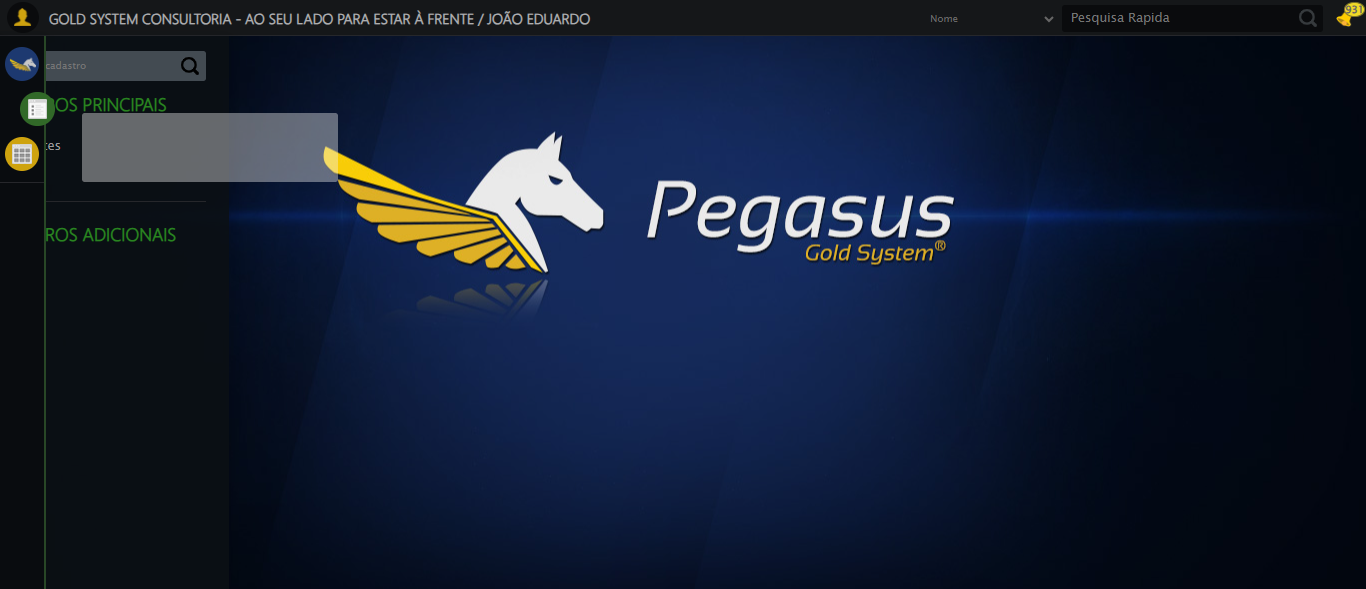 GOLD SYSTEM CONSULTORIA - AO SEU LADO PARA ESTAR À FRENTE / JOÃO EDUARDO
Nome
Pesquisa Rapida
931
cadastro
OS PRINCIPAIS
tes
ROS ADICIONAIS
Pegasus
Gold System®